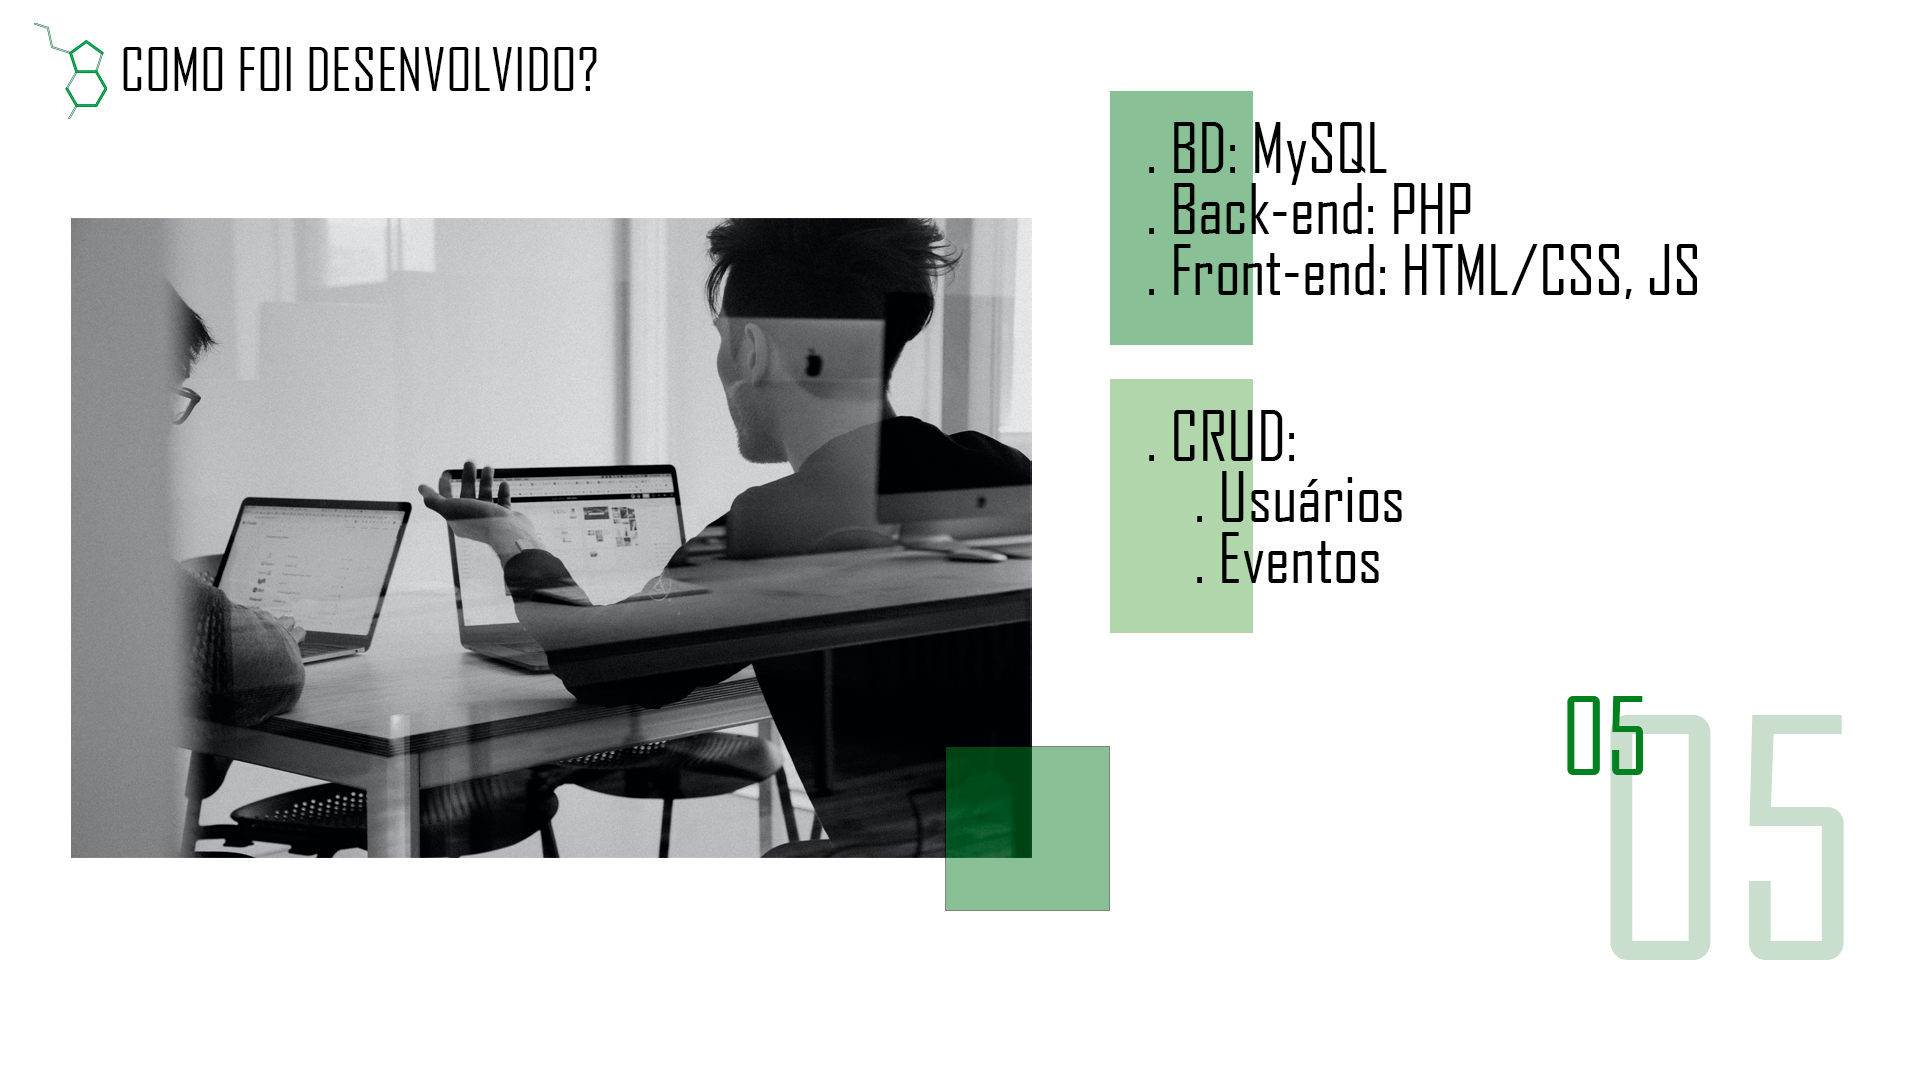 COMO FOI DESENVOLVIDO?
. BD: MySQL
. Back-end: PHP
. Front-end: HTML/CSS, JS
. CRUD:
. Usuários
. Eventos
05
05